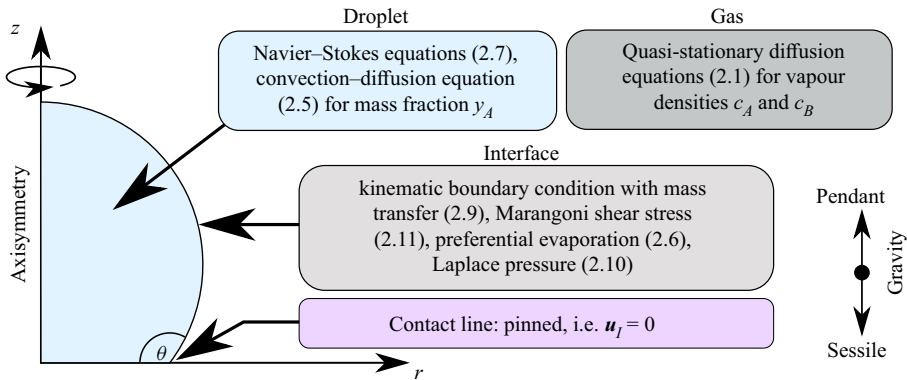 Droplet
Gas
z
Navier–Stokes equations (2.7),
convection–diffusion equation
(2.5) for mass fraction y_A
Quasi-stationary diffusion
equations (2.1) for vapour
densities c_A and c_B
Axisymmetry
Interface
kinematic boundary condition with mass
transfer (2.9), Marangoni shear stress
(2.11), preferential evaporation (2.6),
Laplace pressure (2.10)
Pendant
Gravity
Sessile
Contact line: pinned, i.e. u_I = 0
θ
r